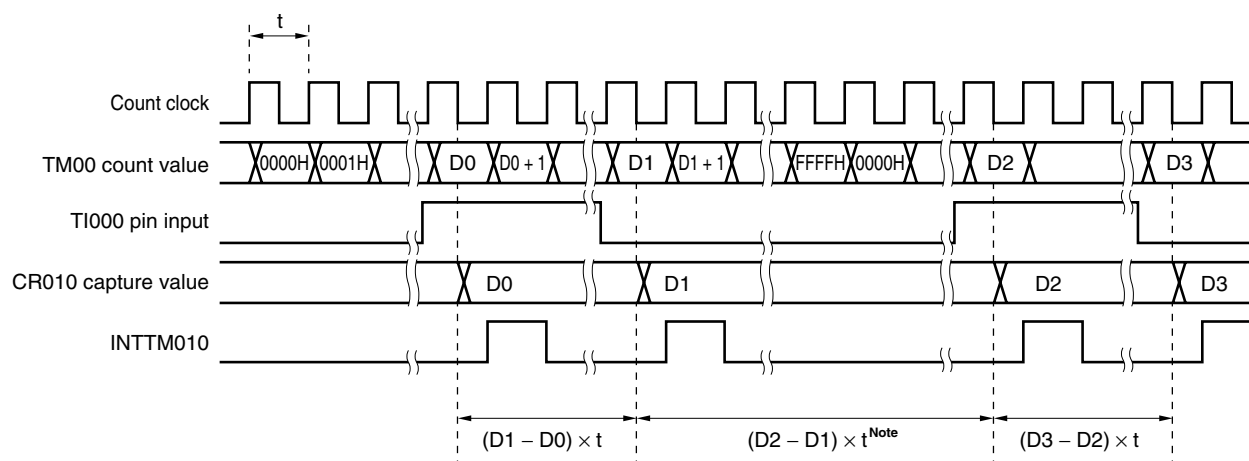 t
Count clock
TM00 count value 0000H 0001H D0 D0 + 1 D1 D1 + 1 FFFFH 0000H D2 D3
TI000 pin input
CR010 capture value D0 D1 D2 D3
INTTM010
(D1 – D0) × t (D2 – D1) × t Note (D3 – D2) × t